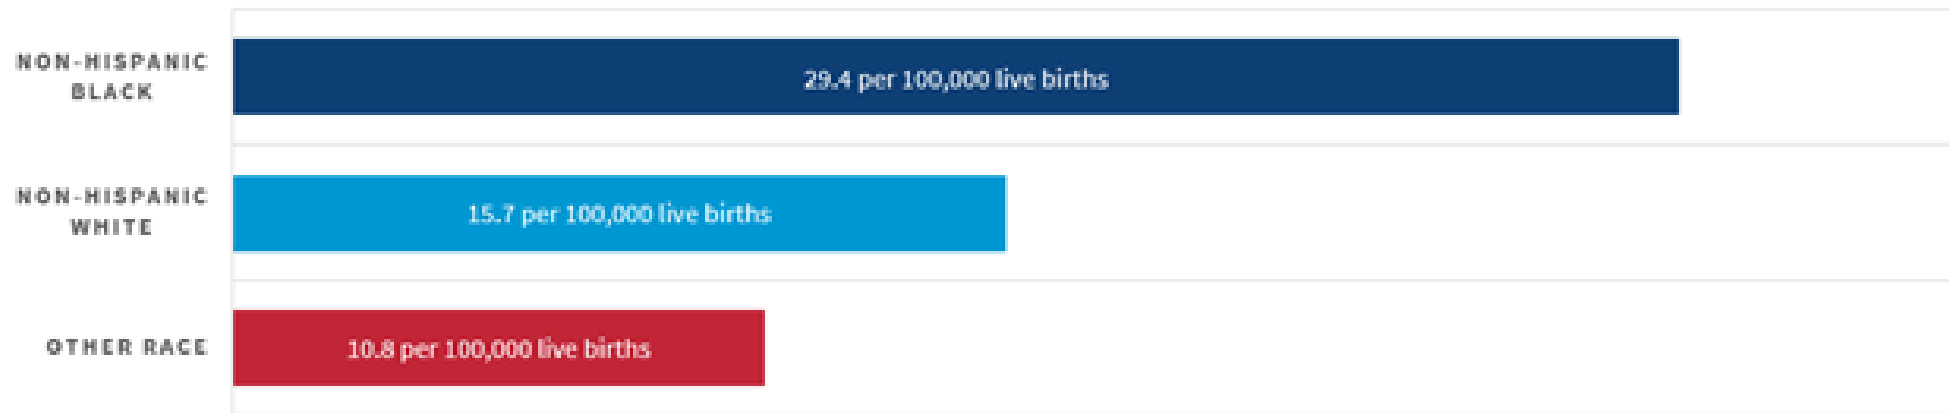 NON-HISPANIC
BLACK
29.4 per 100,000 live births
NON-HISPANIC
WHITE
15.7 per 100,000 live births
OTHER RACE
10.8 per 100,000 live births